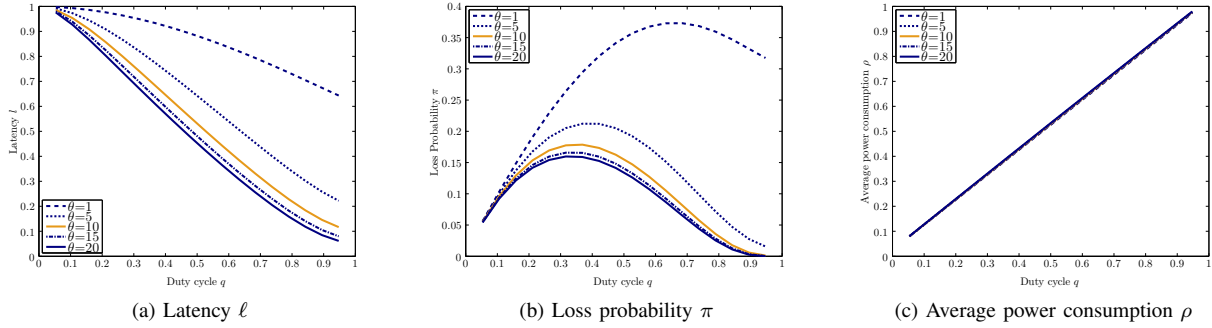 1
0.9
0.8
0.7
0.6
0.5
0.4
0.3
0.2
0.1
0
Latency l
θ=1
θ=5
θ=10
θ=15
θ=20
0 0.1 0.2 0.3 0.4 0.5 0.6 0.7 0.8 0.9 1
Duty cycle q
(a) Latency ℓ
0.4
0.35
0.3
0.25
0.2
0.15
0.1
0.05
0
Loss Probability π
θ=1
θ=5
θ=10
θ=15
θ=20
0 0.1 0.2 0.3 0.4 0.5 0.6 0.7 0.8 0.9 1
Duty cycle q
(b) Loss probability π
1
0.9
0.8
0.7
0.6
0.5
0.4
0.3
0.2
0.1
0
Average power consumption ρ
θ=1
θ=5
θ=10
θ=15
θ=20
0 0.1 0.2 0.3 0.4 0.5 0.6 0.7 0.8 0.9 1
Duty cycle q
(c) Average power consumption ρ